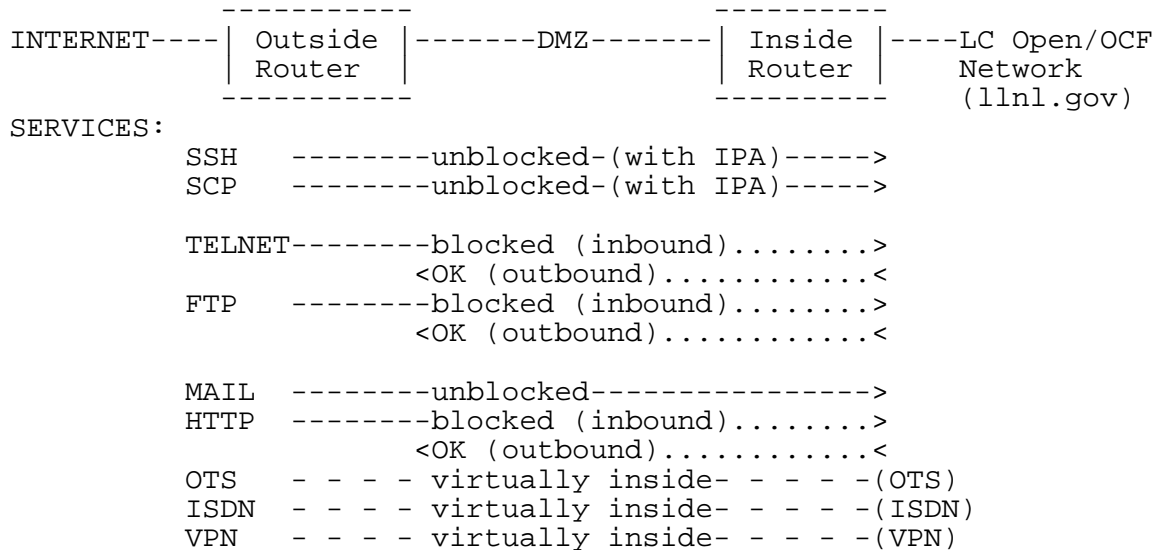 -----------                  ----------
INTERNET----| Outside |-------DMZ-------| Inside |----LC Open/OCF
            | Router  |                 | Router |    Network
            -----------                  ----------    (llnl.gov)
SERVICES:
SSH   --------unblocked-(with IPA)----->
SCP   --------unblocked-(with IPA)----->
TELNET--------blocked (inbound)........>
<OK (outbound)............<
FTP   --------blocked (inbound)........>
<OK (outbound)............<
MAIL  --------unblocked---------------->
HTTP  --------blocked (inbound)........>
<OK (outbound)............<
OTS   - - - - virtually inside- - - - -(OTS)
ISDN  - - - - virtually inside- - - - -(ISDN)
VPN   - - - - virtually inside- - - - -(VPN)